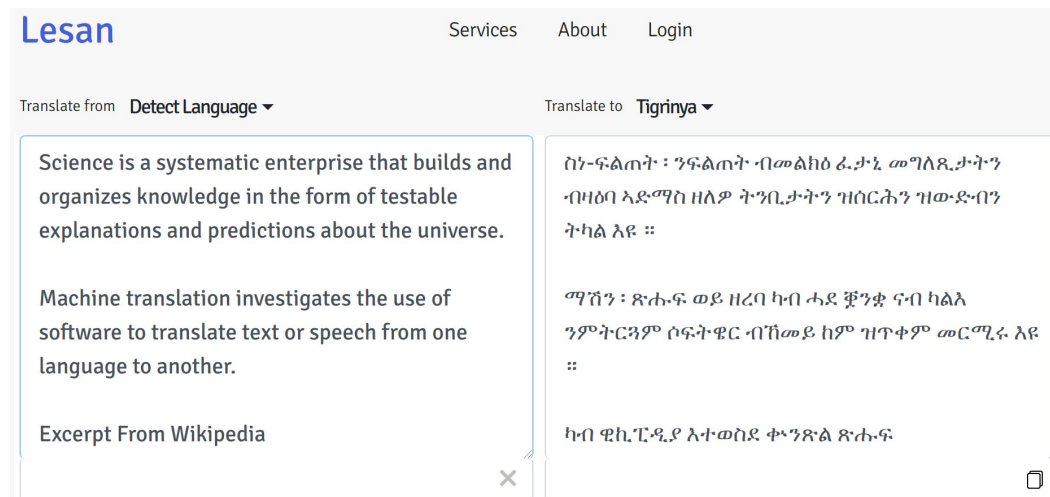 Lesan
Services About Login
Translate from Detect Language
Translate to Tigrinya
Science is a systematic enterprise that builds and
organizes knowledge in the form of testable
explanations and predictions about the universe.
Machine translation investigates the use of
software to translate text or speech from one
language to another.
Excerpt From Wikipedia
ስነ-ፍልጠት ፡ ንፍልጠት ብመልክዕ ፈታኒ መግለጺታትን
ብዛዕባ ኣድማስ ዘለዎ ትንቢታትን ዝሰርሕን ዝውድብን
ትካል እዩ ።
ማሽን ፡ ጽሑፍ ወይ ዘረባ ካብ ሓደ ቛንቋ ናብ ካልእ
ንምትርጓም ሶፍትዌር ብኸመይ ከም ዝጥቀም መርሚሩ እዩ
።
ካብ ዊኪፒዲያ እተወስደ ቍንጽል ጽሑፍ